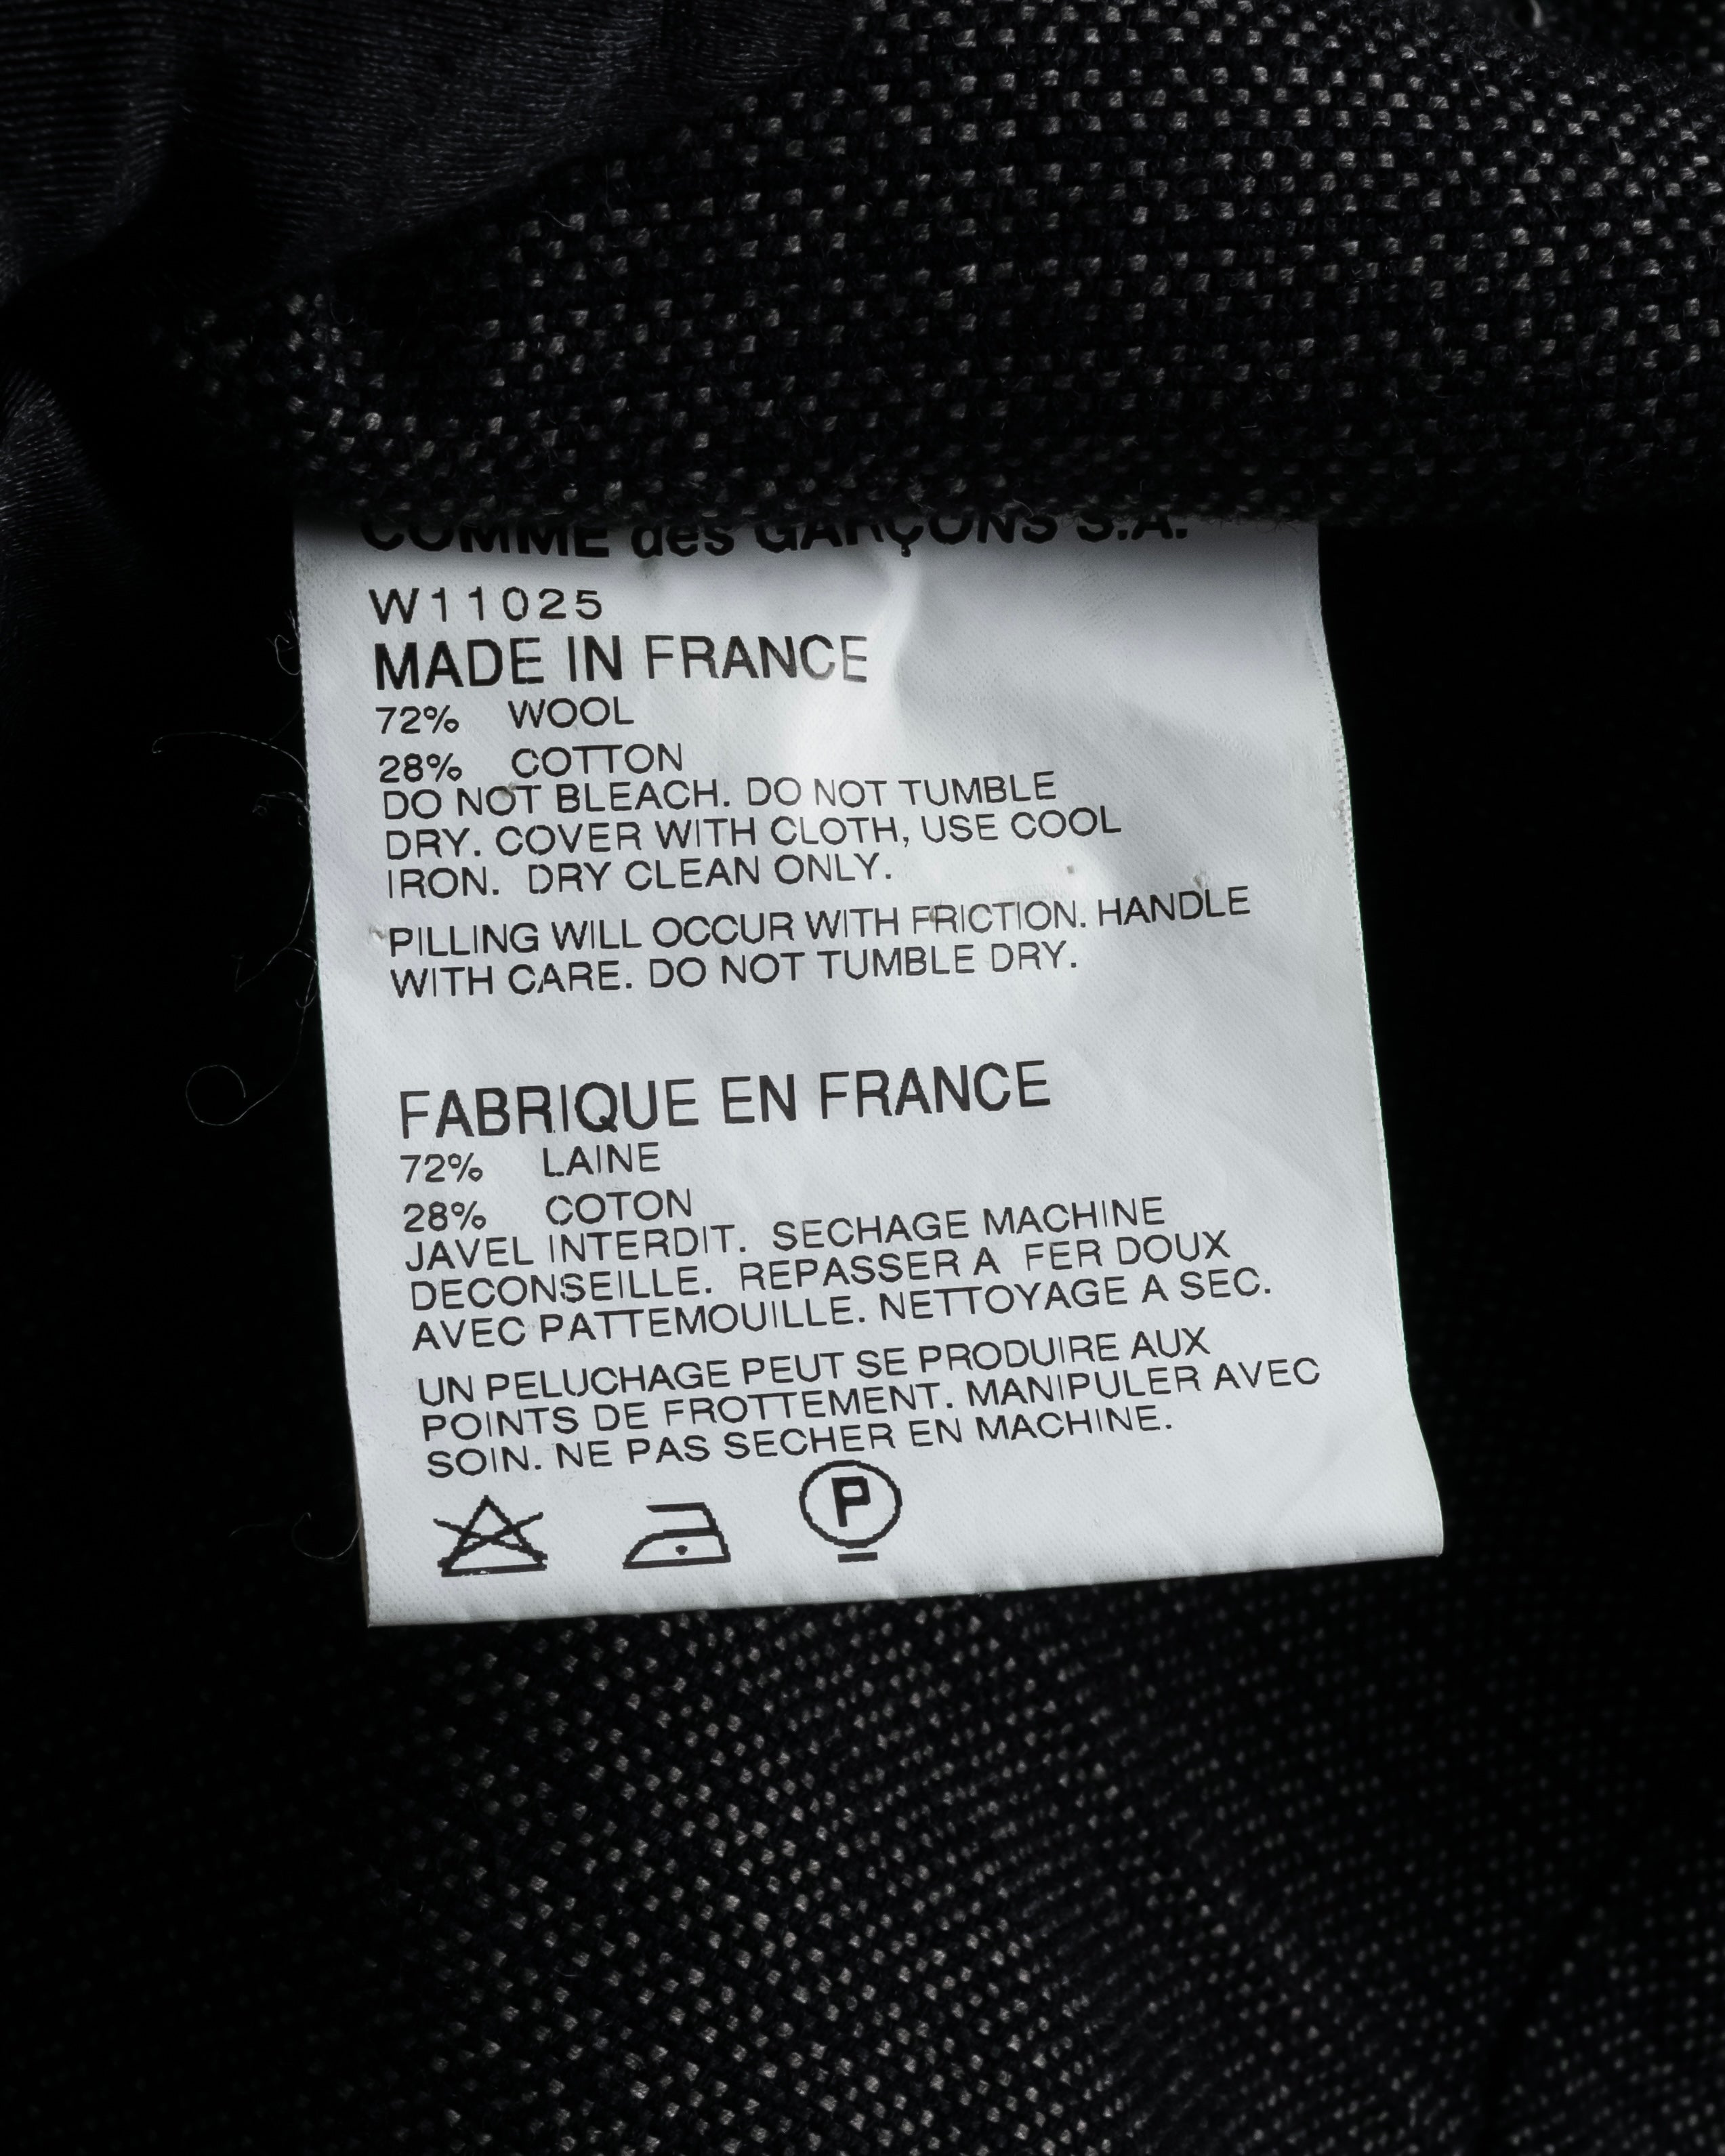 COMME des GARÇONS S.A.
W11025
MADE IN FRANCE
72% WOOL
28% COTTON
DO NOT BLEACH. DO NOT TUMBLE
DRY. COVER WITH CLOTH, USE COOL
IRON. DRY CLEAN ONLY.
PILLING WILL OCCUR WITH FRICTION. HANDLE
WITH CARE. DO NOT TUMBLE DRY.
FABRIQUE EN FRANCE
72% LAINE
28% COTON
JAVEL INTERDIT. SECHAGE MACHINE
DECONSEILLE. REPASSER A FER DOUX
AVEC PATTEMOUILLE. NETTOYAGE A SEC.
UN PELUCHAGE PEUT SE PRODUIRE AUX
POINTS DE FROTTEMENT. MANIPULER AVEC
SOIN. NE PAS SECHER EN MACHINE.
P